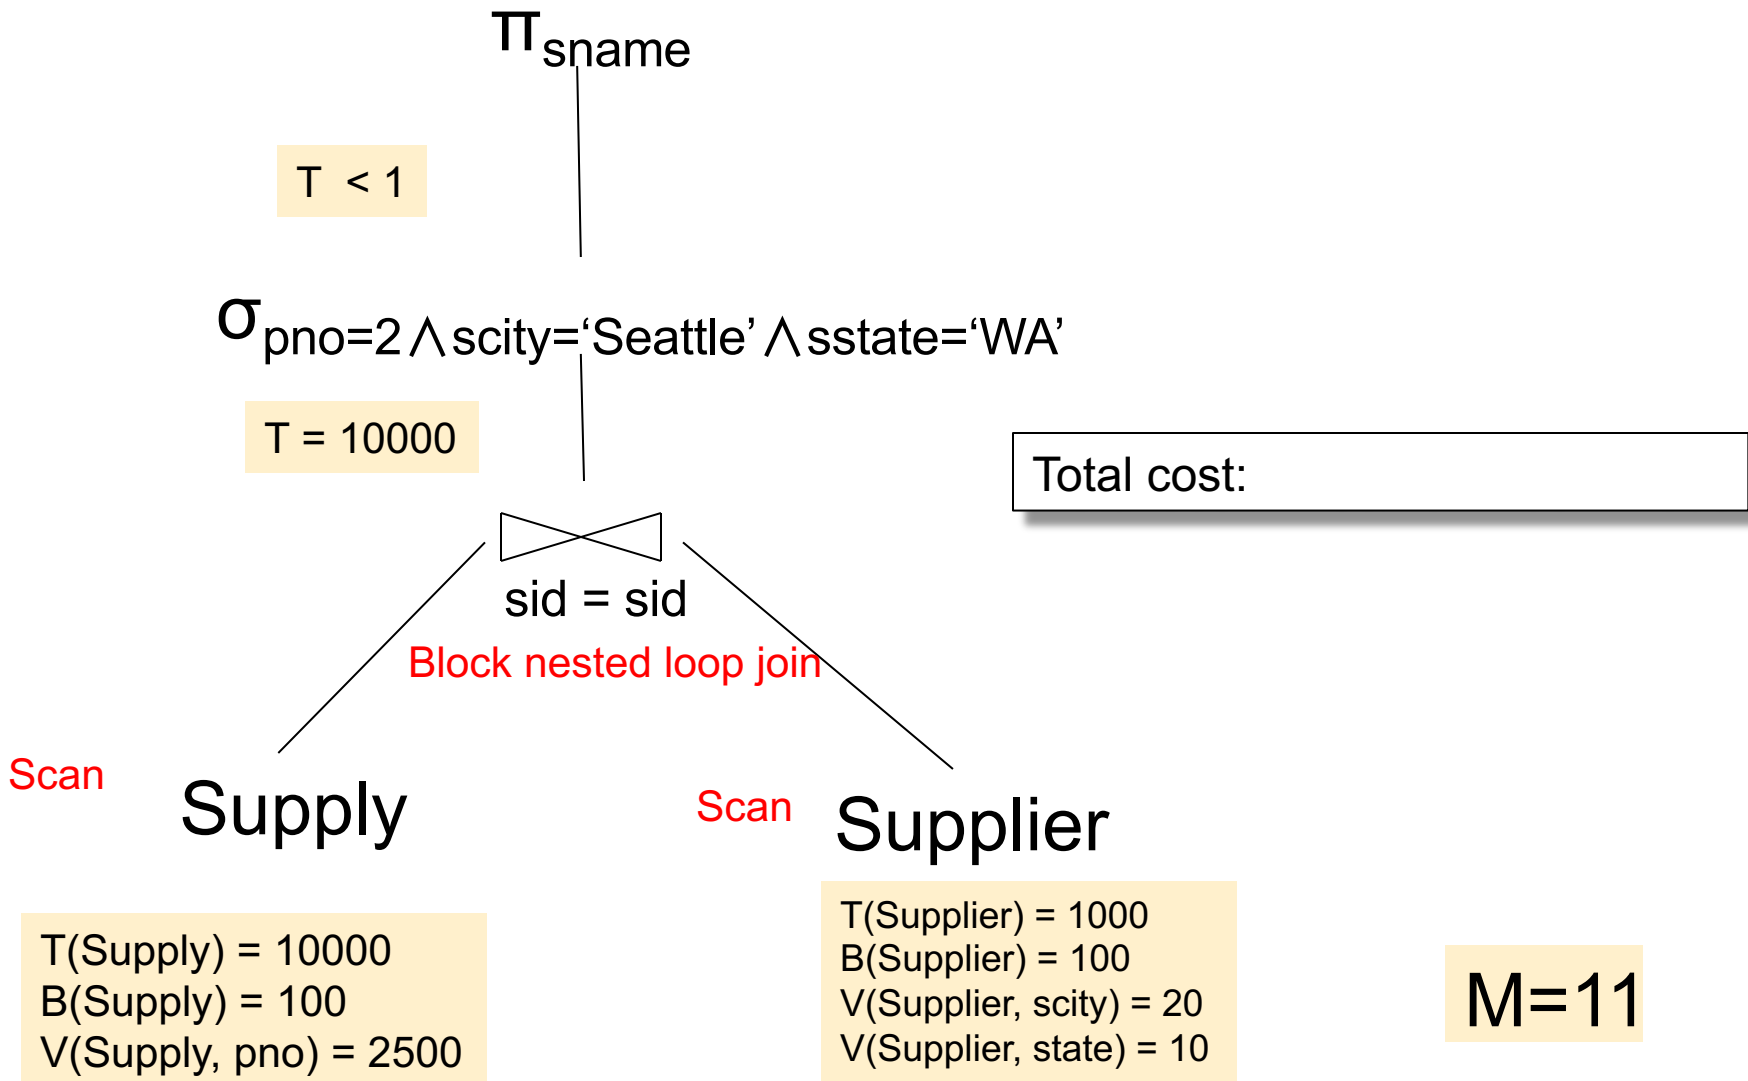 π sname
T < 1
σ pno=2 ∧ scity=‘Seattle’ ∧ sstate=‘WA’
T = 10000
Total cost:
sid = sid
Block nested loop join
Scan
Supply
Scan
Supplier
T(Supply) = 10000
B(Supply) = 100
V(Supply, pno) = 2500
T(Supplier) = 1000
B(Supplier) = 100
V(Supplier, scity) = 20
V(Supplier, state) = 10
M=11